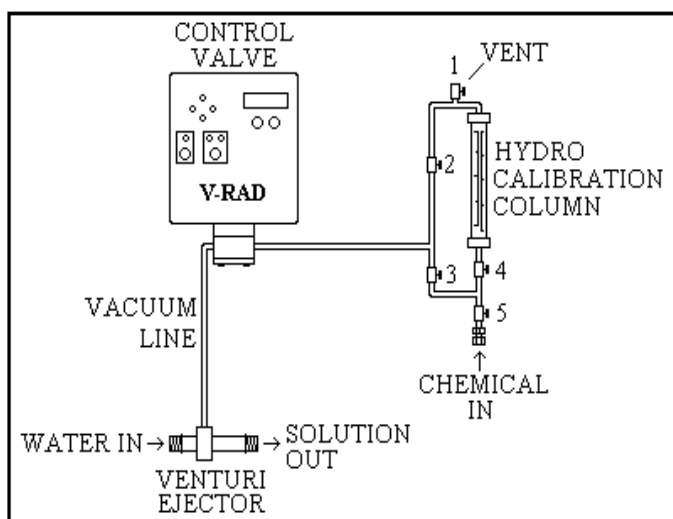 CONTROL
VALVE
1
VENT
2
HYDRO
CALIBRATION
COLUMN
V-RAD
3
4
5
VACUUM
LINE
CHEMICAL
IN
WATER IN →
→ SOLUTION
OUT
VENTURI
EJECTOR